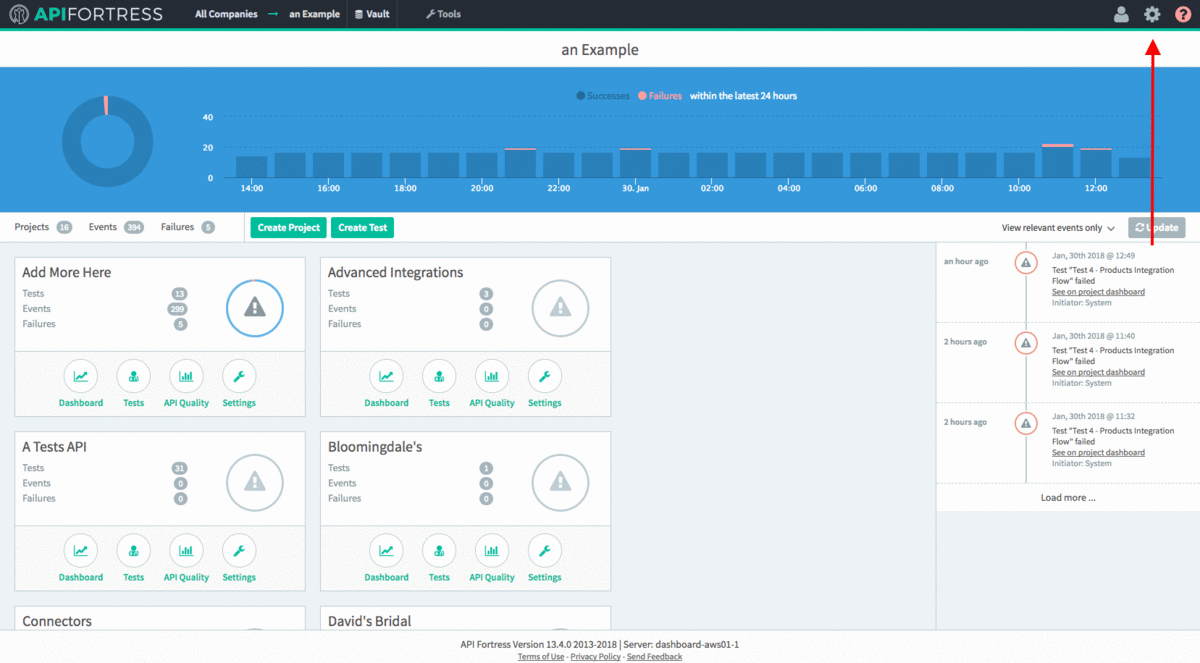 APIFORTRESS
All Companies → an Example Vault Tools ?
an Example
Successes Failures within the latest 24 hours
40
20
0
14:00 16:00 18:00 20:00 22:00 30. Jan 02:00 04:00 06:00 08:00 10:00 12:00
Projects 16 Events 394 Failures 5 Create Project Create Test View relevant events only Update
Add More Here
Tests 13
Events 299
Failures 5
Dashboard Tests API Quality Settings
Advanced Integrations
Tests 3
Events 0
Failures 0
Dashboard Tests API Quality Settings
A Tests API
Tests 31
Events 0
Failures 0
Dashboard Tests API Quality Settings
Bloomingdale's
Tests 1
Events 0
Failures 0
Dashboard Tests API Quality Settings
Connectors
David's Bridal
an hour ago
Jan, 30th 2018 @ 12:49
Test "Test 4 - Products Integration
Flow" failed
See on project dashboard
Initiator: System
2 hours ago
Jan, 30th 2018 @ 11:40
Test "Test 4 - Products Integration
Flow" failed
See on project dashboard
Initiator: System
2 hours ago
Jan, 30th 2018 @ 11:32
Test "Test 4 - Products Integration
Flow" failed
See on project dashboard
Initiator: System
Load more ...
API Fortress Version 13.4.0 2013-2018 | Server: dashboard-aws01-1
Terms of Use - Privacy Policy - Send Feedback